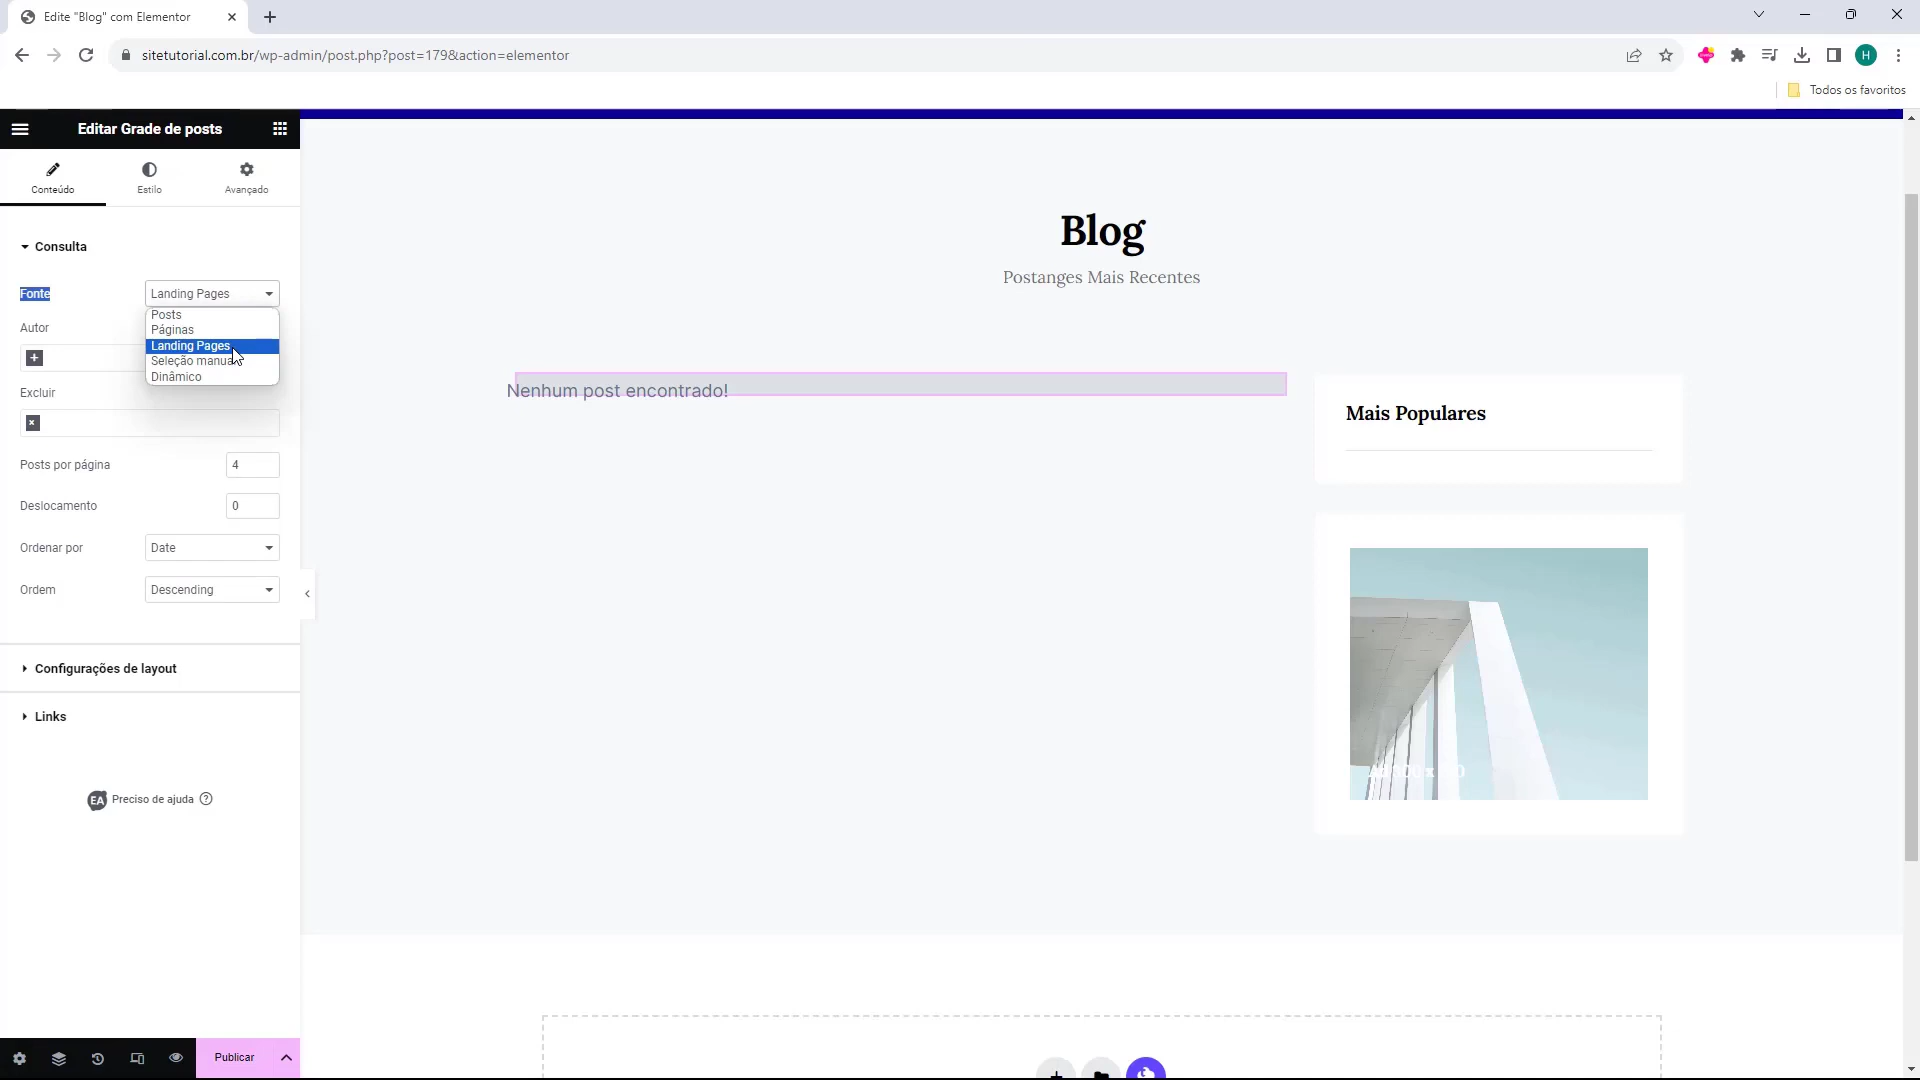 Edite "Blog" com Elementor
sitetutorial.com.br/wp-admin/post.php?post=179&action=elementor
H
Todos os favoritos
Editar Grade de posts
Conteúdo
Estilo
Avançado
Consulta
Fonte
Landing Pages
Posts
Páginas
Landing Pages
Seleção manua
Dinâmico
Autor
Excluir
Posts por página
4
Deslocamento
0
Ordenar por
Date
Ordem
Descending
Configurações de layout
Links
EA Preciso de ajuda ?
Publicar
Blog
Postanges Mais Recentes
Nenhum post encontrado!
Mais Populares